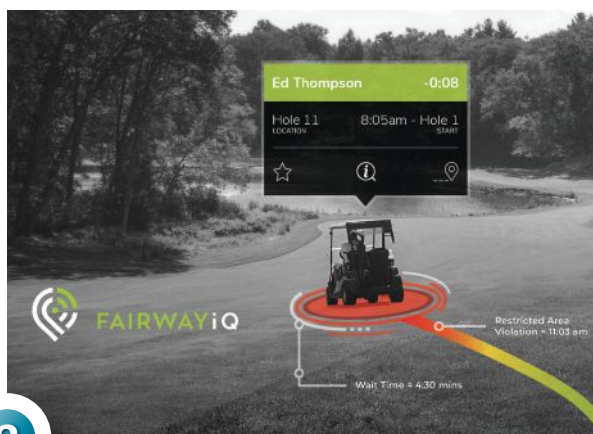 Ed Thompson -0:08
Hole 11 8:05am - Hole 1
LOCATION START
FAIRWAYiQ
Restricted Area
Violation = 11:03 am
Wait Time = 4:30 mins